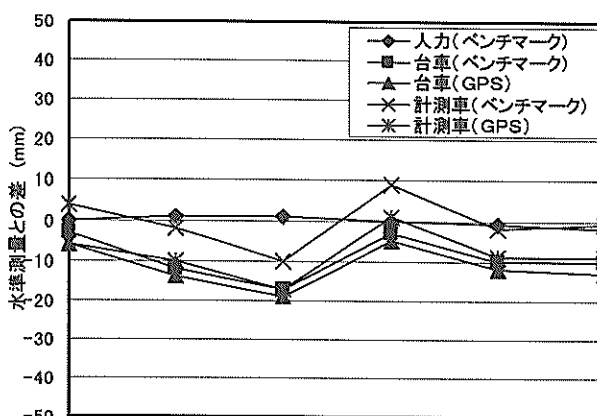 水準測量との差 (mm)
50
40
30
20
10
0
-10
-20
-30
-40
-50
人力(ベンチマーク)
台車(ベンチマーク)
台車(GPS)
計測車(ベンチマーク)
計測車(GPS)